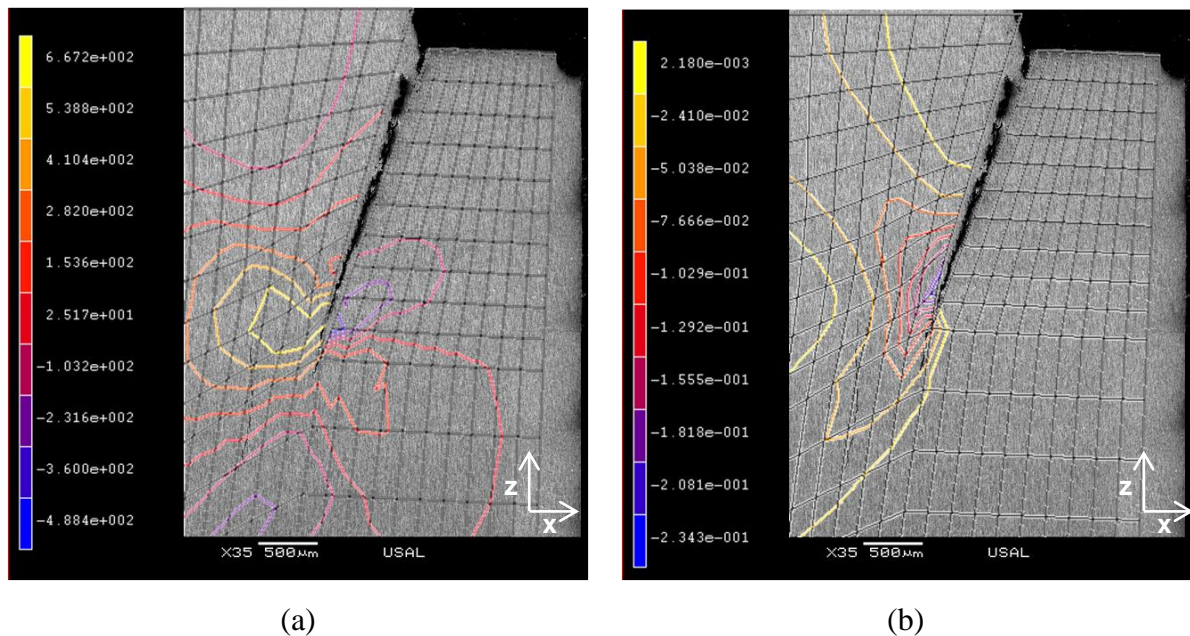 6.672e+002
5.388e+002
4.104e+002
2.820e+002
1.536e+002
2.517e+001
-1.032e+002
-2.316e+002
-3.600e+002
-4.884e+002
z
x
X35 500µm USAL
(a)
2.180e-003
-2.410e-002
-5.038e-002
-7.666e-002
-1.029e-001
-1.292e-001
-1.555e-001
-1.818e-001
-2.081e-001
-2.343e-001
z
x
X35 500µm USAL
(b)